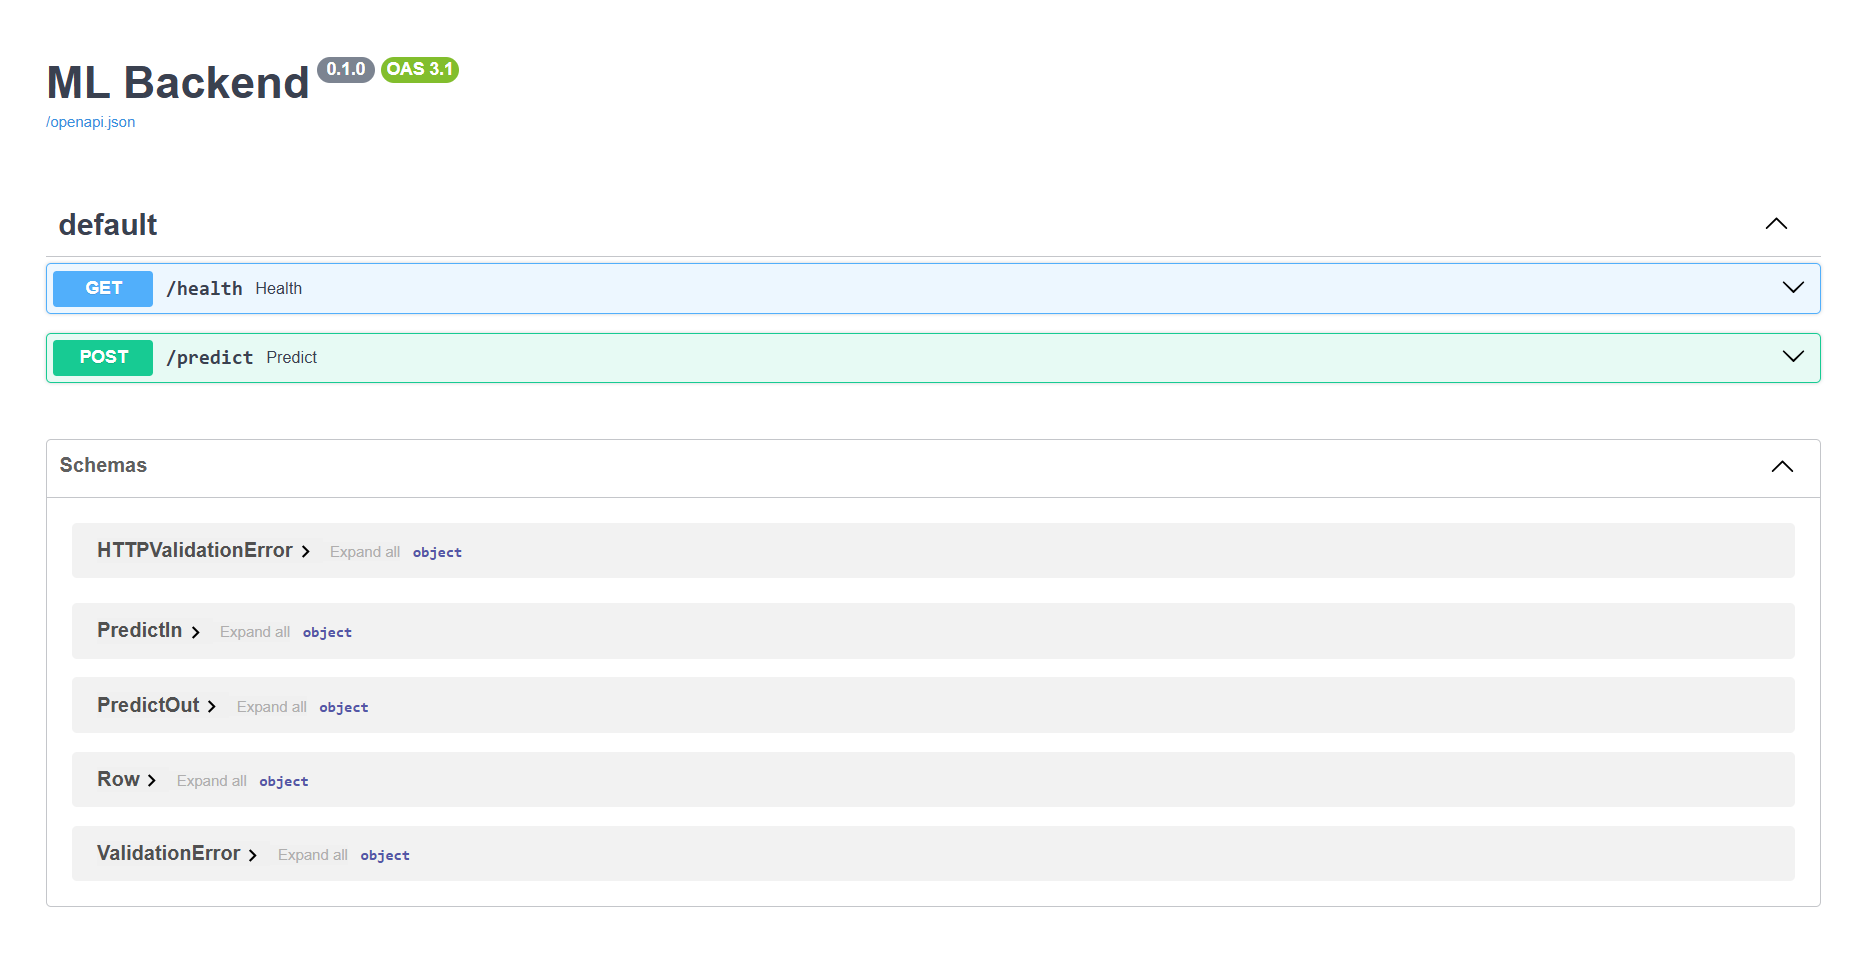 ML Backend 0.1.0 OAS 3.1
/openapi.json
default
GET /health Health
POST /predict Predict
Schemas
HTTPValidationError Expand all object
PredictIn Expand all object
PredictOut Expand all object
Row Expand all object
ValidationError Expand all object